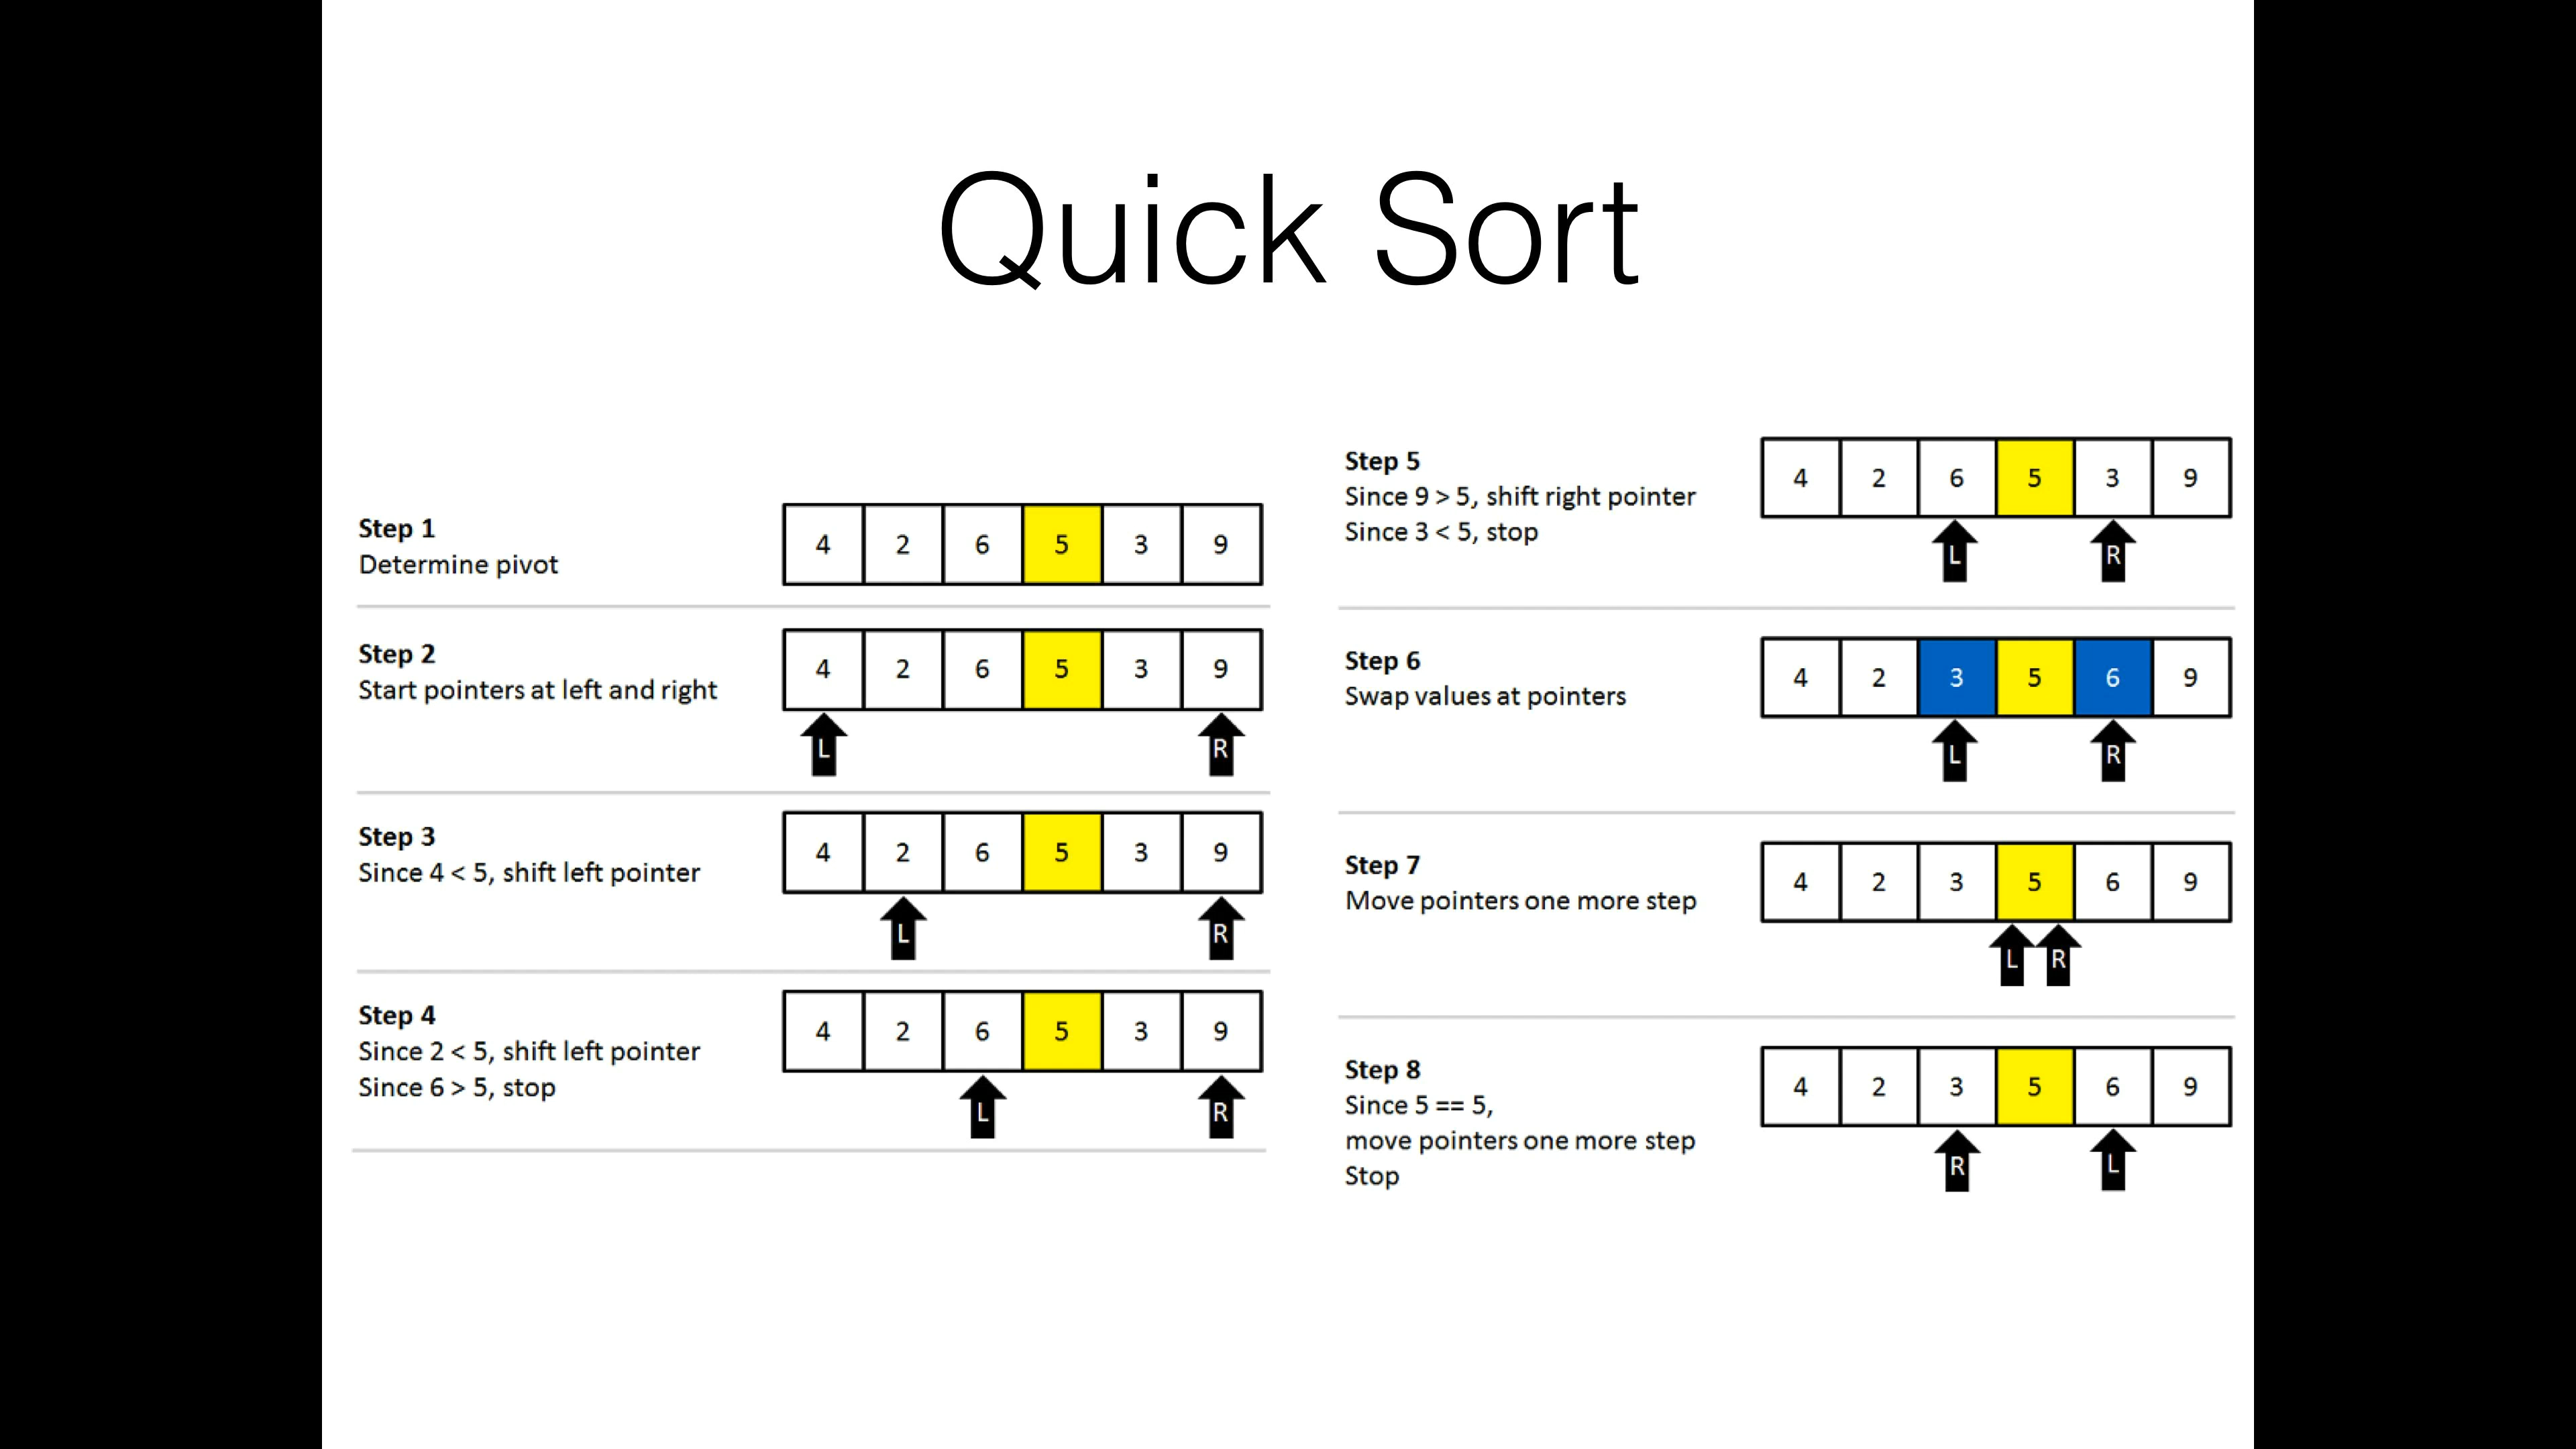 Quick Sort
Step 1
Determine pivot
4 2 6 5 3 9
Step 2
Start pointers at left and right
4 2 6 5 3 9
L R
Step 3
Since 4 < 5, shift left pointer
4 2 6 5 3 9
L R
Step 4
Since 2 < 5, shift left pointer
Since 6 > 5, stop
4 2 6 5 3 9
L R
Step 5
Since 9 > 5, shift right pointer
Since 3 < 5, stop
4 2 6 5 3 9
L R
Step 6
Swap values at pointers
4 2 3 5 6 9
L R
Step 7
Move pointers one more step
4 2 3 5 6 9
L R
Step 8
Since 5 == 5,
move pointers one more step
Stop
4 2 3 5 6 9
R L